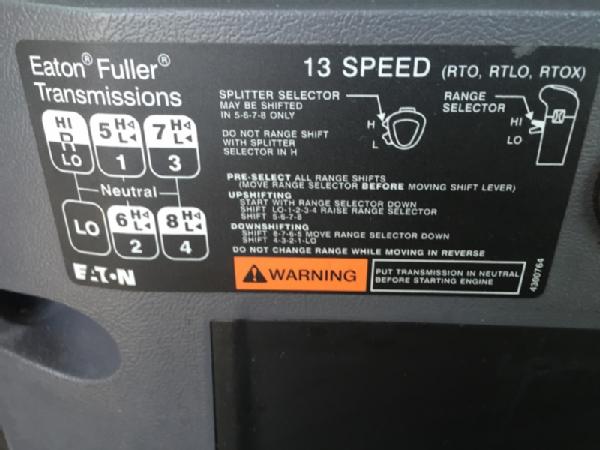 Eaton® Fuller®
Transmissions
13 SPEED (RTO, RTLO, RTOX)
HI
R
LO
5 H
L
1
7 H
L
3
Neutral
LO
6 H
L
2
8 H
L
4
EATON
SPLITTER SELECTOR
MAY BE SHIFTED
IN 5-6-7-8 ONLY
DO NOT RANGE SHIFT
WITH SPLITTER
SELECTOR IN H
H
L
RANGE
SELECTOR
HI
LO
PRE-SELECT ALL RANGE SHIFTS
(MOVE RANGE SELECTOR BEFORE MOVING SHIFT LEVER)
UPSHIFTING
START WITH RANGE SELECTOR DOWN
SHIFT LO-1-2-3-4 RAISE RANGE SELECTOR
SHIFT 5-6-7-8
DOWNSHIFTING
SHIFT 8-7-6-5 MOVE RANGE SELECTOR DOWN
SHIFT 4-3-2-1-LO
DO NOT CHANGE RANGE WHILE MOVING IN REVERSE
WARNING
PUT TRANSMISSION IN NEUTRAL
BEFORE STARTING ENGINE
4300764